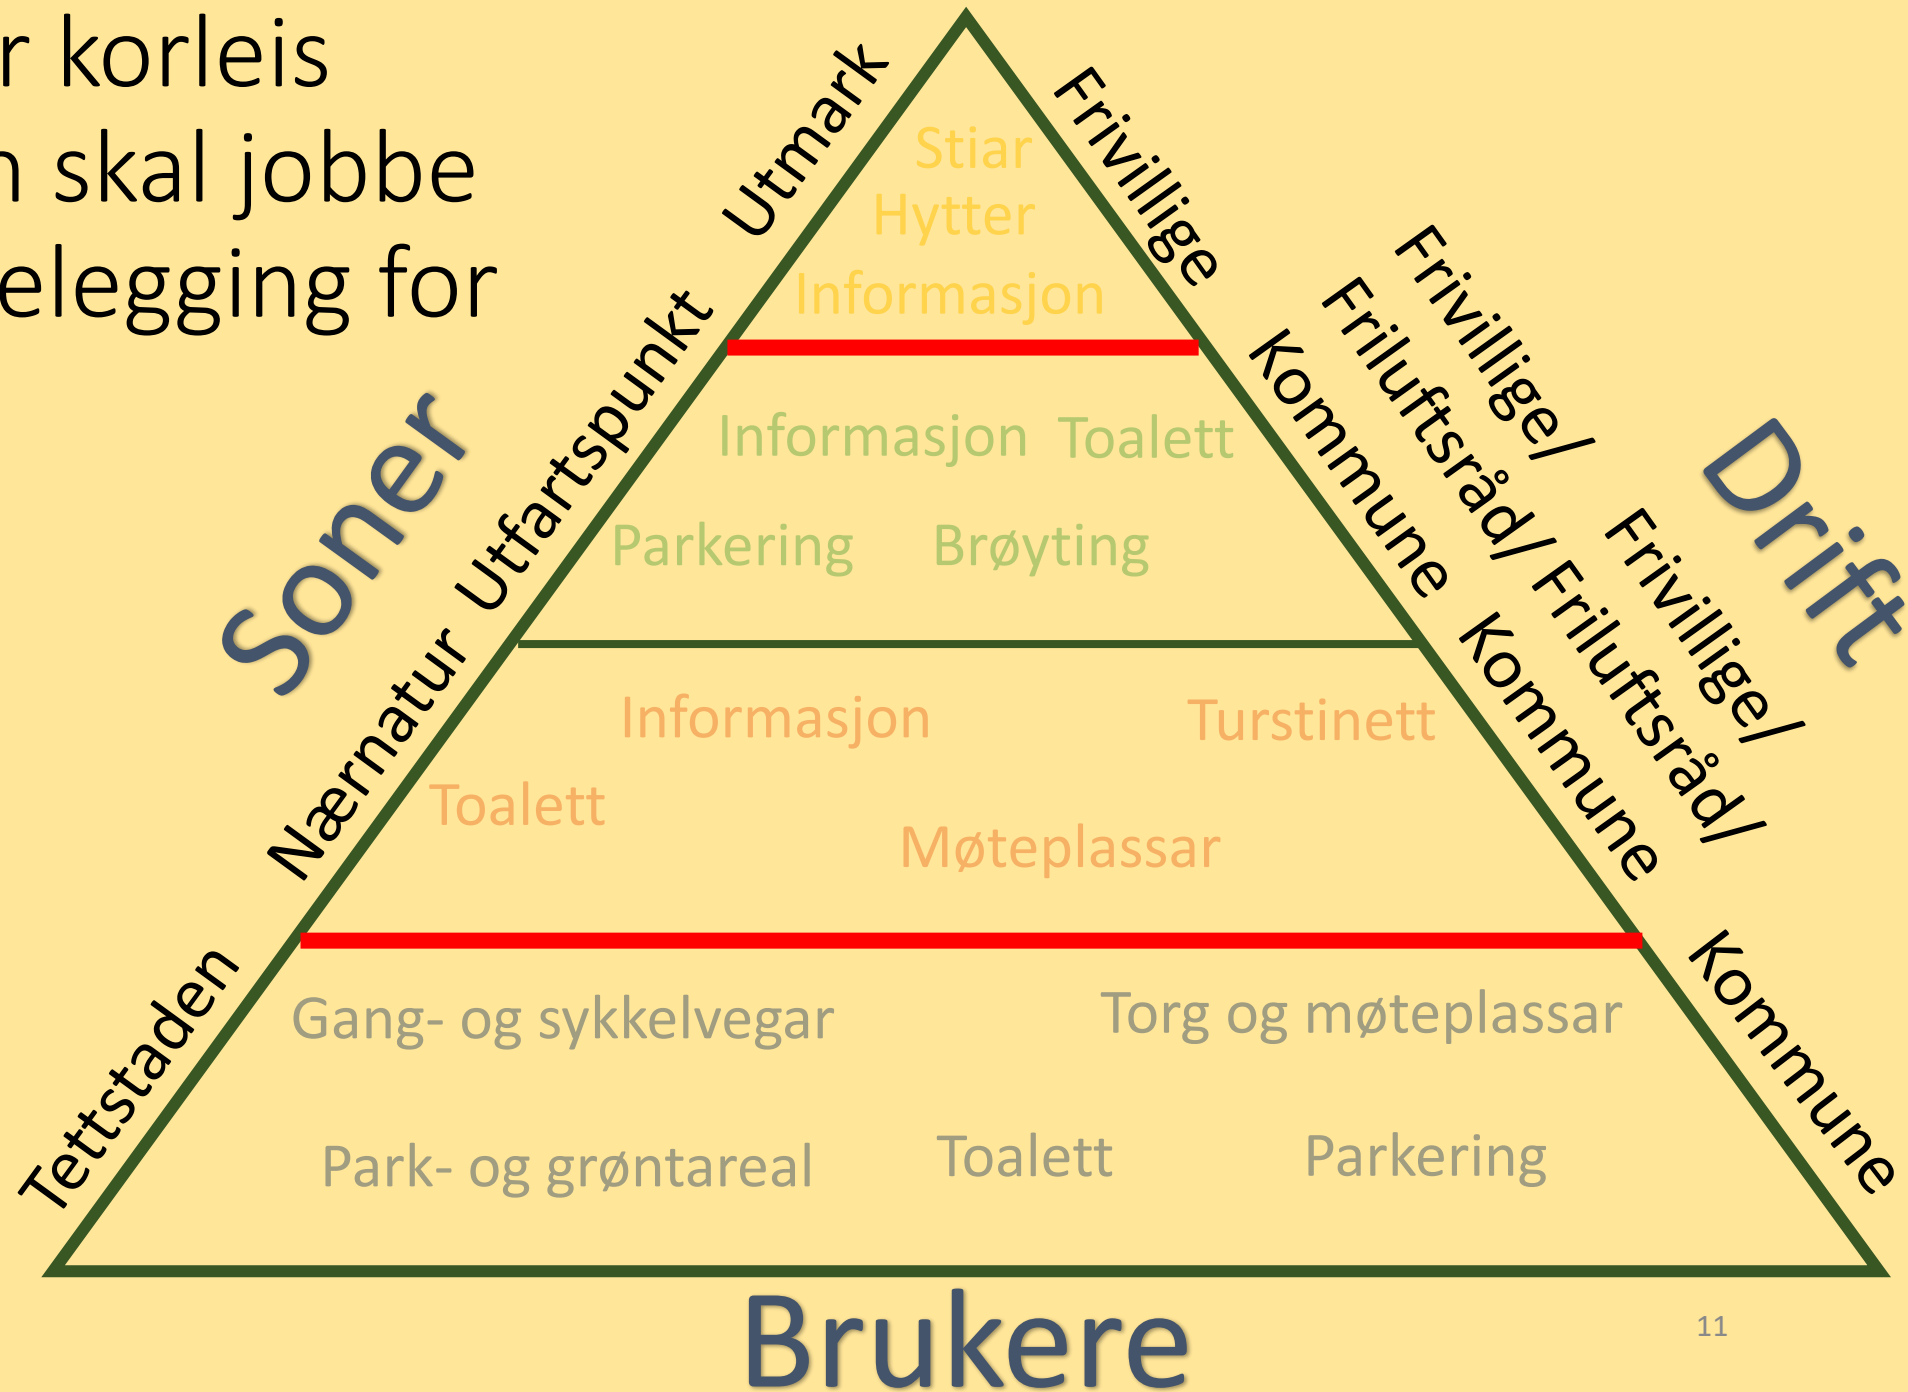 r korleis
n skal jobbe
elegging for
Soner
Utmark
Utfartspunkt
Nærnatur
Tettstaden
Stiar
Hytter
Informasjon
Informasjon Toalett
Parkering Brøyting
Informasjon Turstinett
Toalett
Møteplassar
Gang- og sykkelvegar Torg og møteplassar
Park- og grøntareal Toalett Parkering
Drift
Frivillige
Frivillige/
Friluftsråd/
Kommune
Frivillige/
Friluftsråd/
Kommune
Kommune
Brukere
11